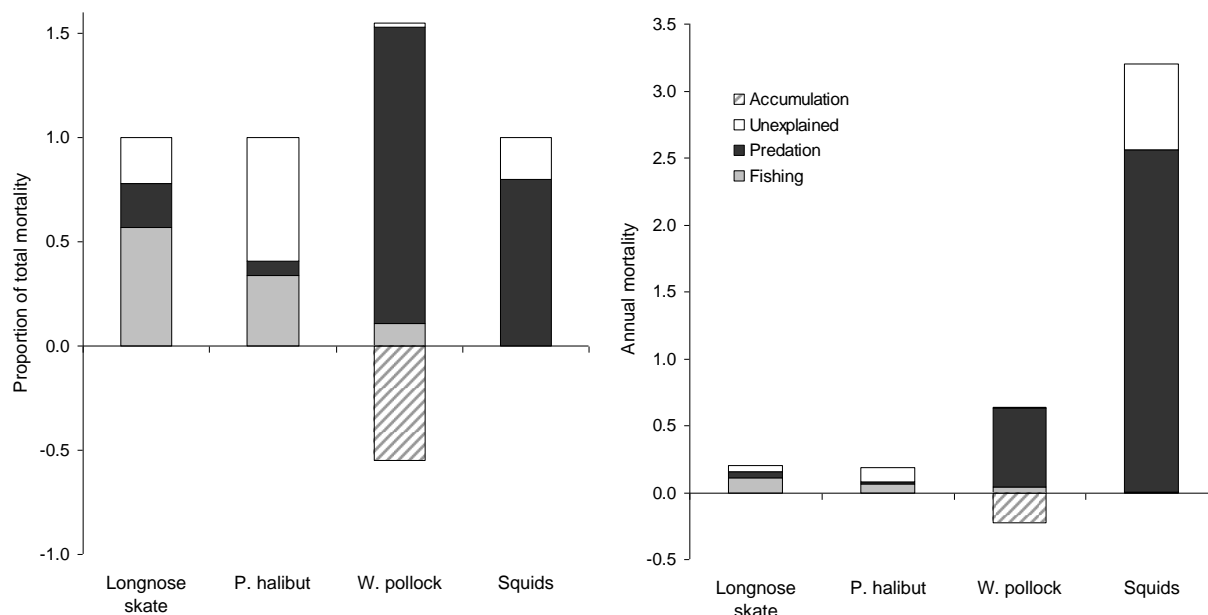 Proportion of total mortality
1.5
1.0
0.5
0.0
-0.5
-1.0
Longnose
skate
P. halibut
W. pollock
Squids
Annual mortality
3.5
3.0
2.5
2.0
1.5
1.0
0.5
0.0
-0.5
Accumulation
Unexplained
Predation
Fishing
Longnose
skate
P. halibut
W. pollock
Squids